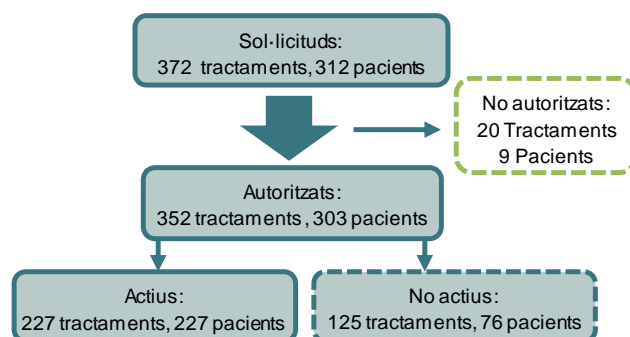 Sol·licituds:
372 tractaments, 312 pacients
No autoritzats:
20 Tractaments
9 Pacients
Autoritzats:
352 tractaments, 303 pacients
Actius:
227 tractaments, 227 pacients
No actius:
125 tractaments, 76 pacients